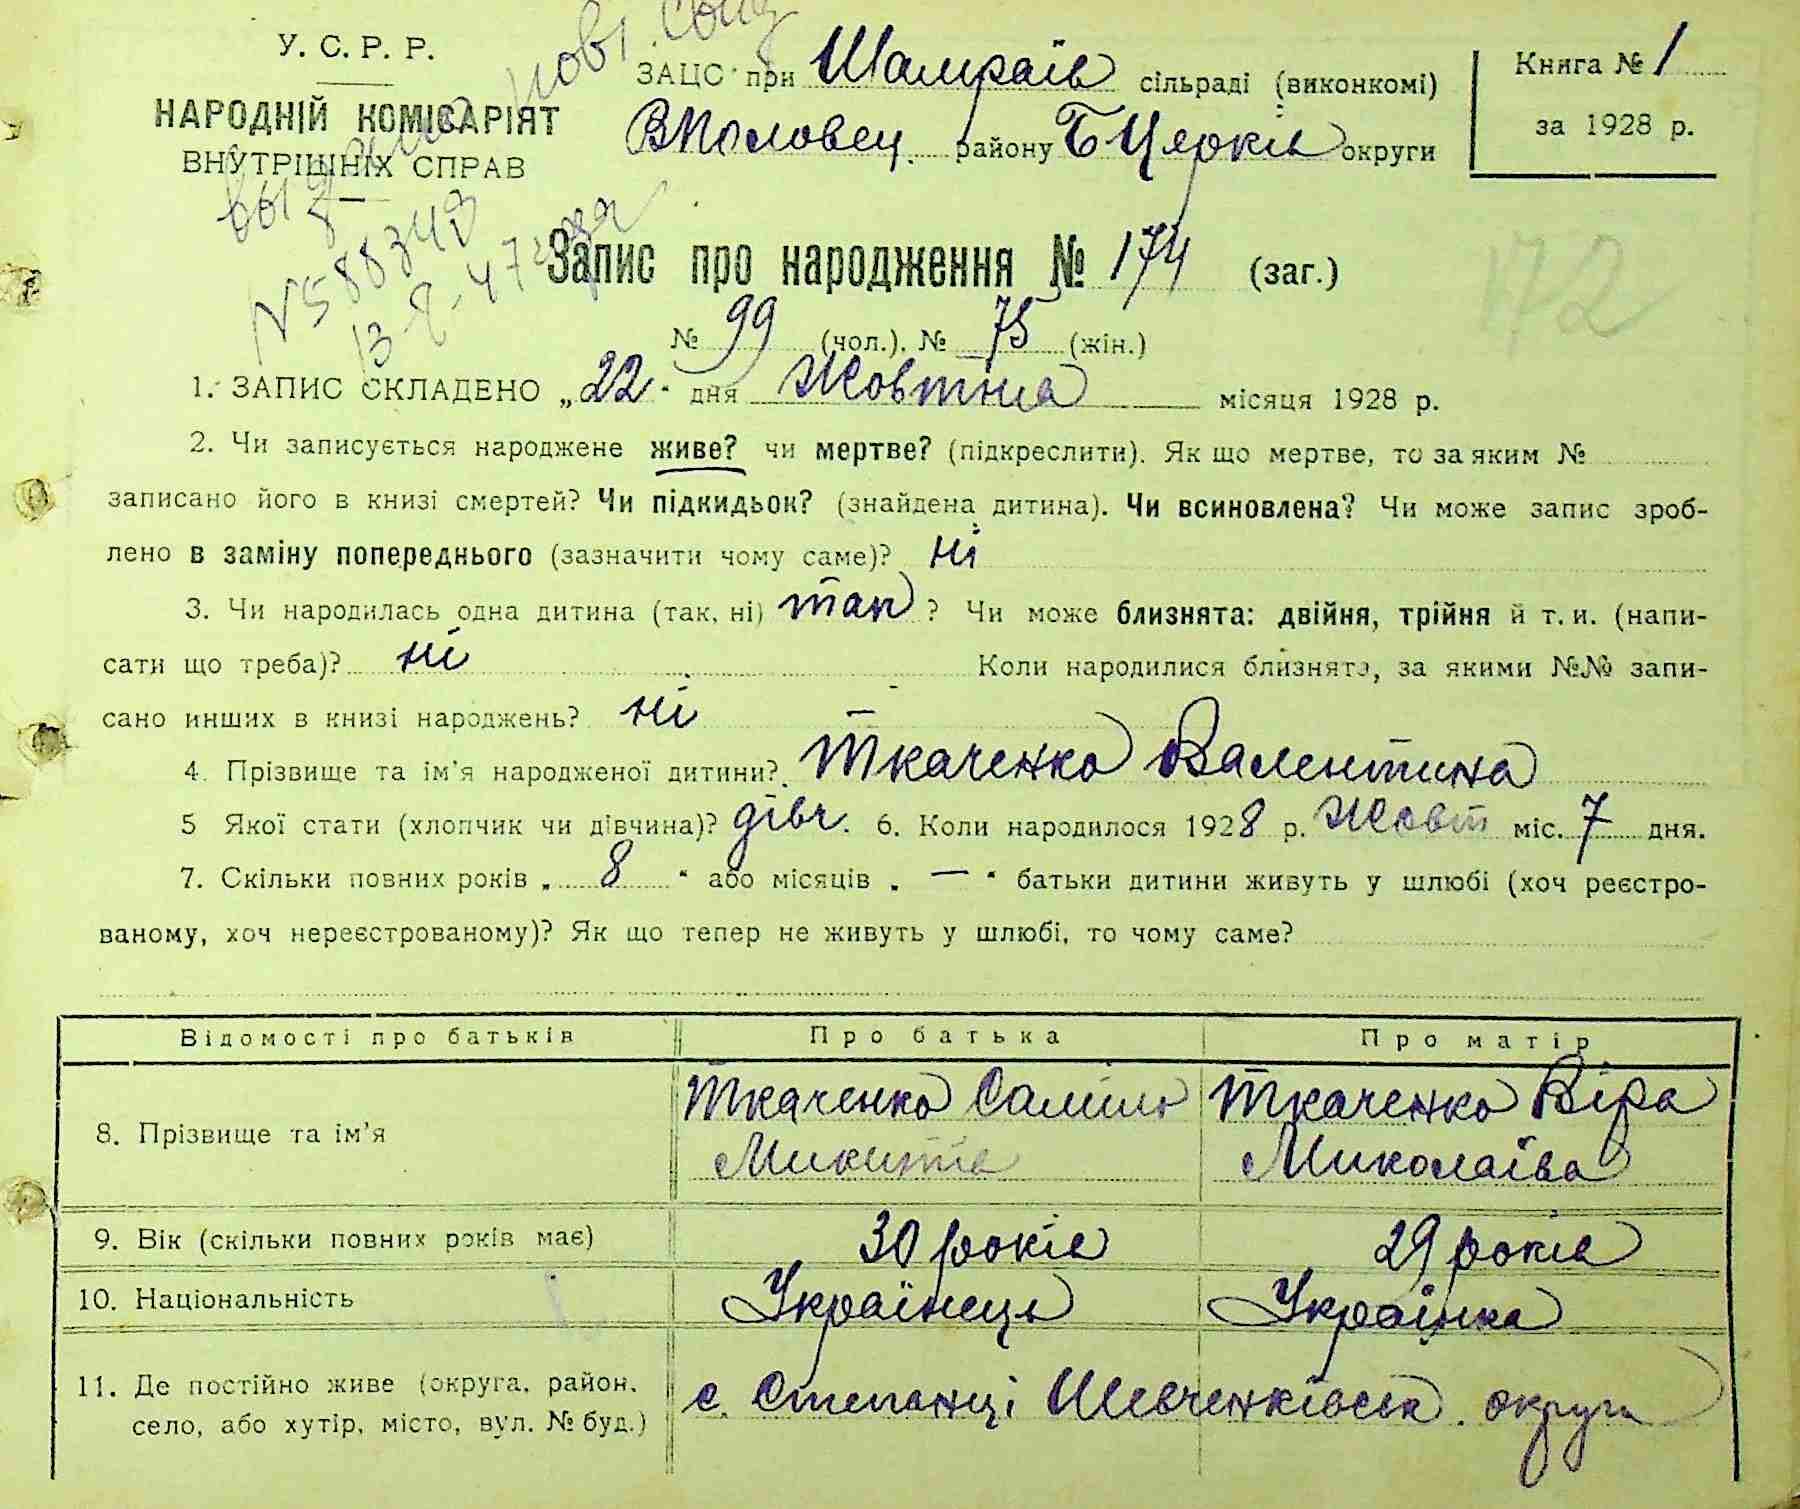 У. С. Р. Р.
НАРОДНІЙ КОМІСАРІЯТ
ВНУТРІШНІХ СПРАВ
ЗАЦС при Шамраїв сільраді (виконкомі)
ВПоловец. району БЦерків округи
Книга № 1
за 1928 р.
N 588343
Запис про народження № 174 (заг.)
172
№ 99 (чол.). № 75 (жін.)
1. ЗАПИС СКЛАДЕНО „22" дня Жовтня місяця 1928 р.
2. Чи записується народжене живе? чи мертве? (підкреслити). Як що мертве, то за яким №
записано його в книзі смертей? Чи підкидьок? (знайдена дитина). Чи всиновлена? Чи може запис зроб-
лено в заміну попереднього (зазначити чому саме)? ні
3. Чи народилась одна дитина (так, ні) так ? Чи може близнята: двійня, трійня й т. и. (напи-
сати що треба)? ні Коли народилися близнята, за якими №№ запи-
сано инших в книзі народжень? ні
4. Прізвище та ім'я народженої дитини? Ткаченко Валентина
5 Якої стати (хлопчик чи дівчина)? дівч. 6. Коли народилося 1928 р. Жовт міс. 7 дня.
7. Скільки повних років „ 8 " або місяців „ — " батьки дитини живуть у шлюбі (хоч реєстро-
ваному, хоч нереєстрованому)? Як що тепер не живуть у шлюбі, то чому саме?
Відомості про батьків Про батька Про матір
8. Прізвище та ім'я
Ткаченко Саміло
Микитів
Ткаченко Віра
Миколаїва
9. Вік (скільки повних років має) 30 років 29 років
10. Національність Українець Українка
11. Де постійно живе (округа, район,
село, або хутір, місто, вул. № буд.)
с. Степанці Шевченківськ. округи